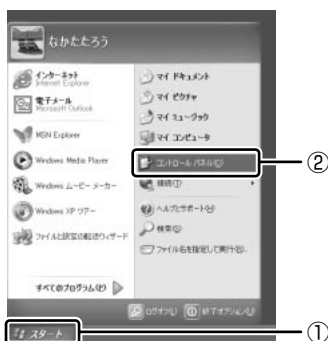 なかたたろう
インターネット
Internet Explorer
電子メール
Microsoft Outlook
MSN Explorer
Windows Media Player
Windows ムービー メーカー
Windows XP ツアー
ファイルと設定の転送ウィザード
すべてのプログラム(P)
マイ ドキュメント
マイ ピクチャ
マイ ミュージック
マイ コンピュータ
コントロール パネル(C)
②
接続(T)
ヘルプとサポート(H)
検索(S)
ファイル名を指定して実行(R)...
ログオフ(L)
終了オプション(U)
スタート
①